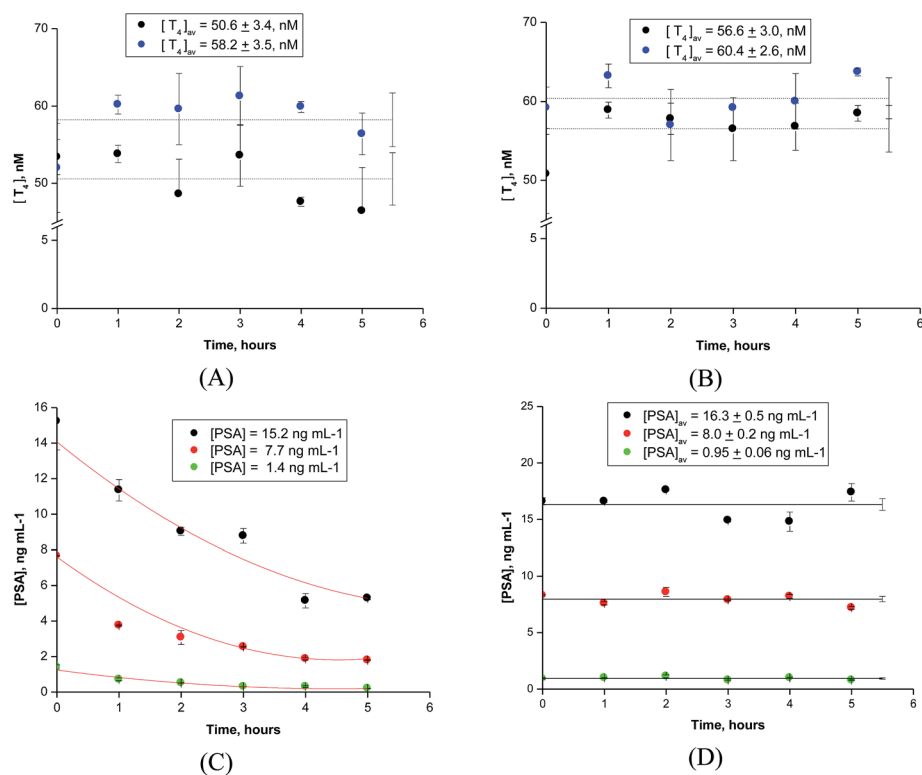 [ T4 ]av = 50.6 ± 3.4, nM
[ T4 ]av = 58.2 ± 3.5, nM
70
60
50
5
0
[ T4 ], nM
0 1 2 3 4 5 6
Time, hours
(A)
[ T4 ]av = 56.6 ± 3.0, nM
[ T4 ]av = 60.4 ± 2.6, nM
70
60
50
5
0
[ T4 ], nM
0 1 2 3 4 5 6
Time, hours
(B)
[PSA] = 15.2 ng mL-1
[PSA] = 7.7 ng mL-1
[PSA] = 1.4 ng mL-1
16
14
12
10
8
6
4
2
0
[PSA], ng mL-1
0 1 2 3 4 5 6
Time, hours
(C)
[PSA]av = 16.3 ± 0.5 ng mL-1
[PSA]av = 8.0 ± 0.2 ng mL-1
[PSA]av = 0.95 ± 0.06 ng mL-1
25
20
15
10
5
0
[PSA], ng mL-1
0 1 2 3 4 5 6
Time, hours
(D)